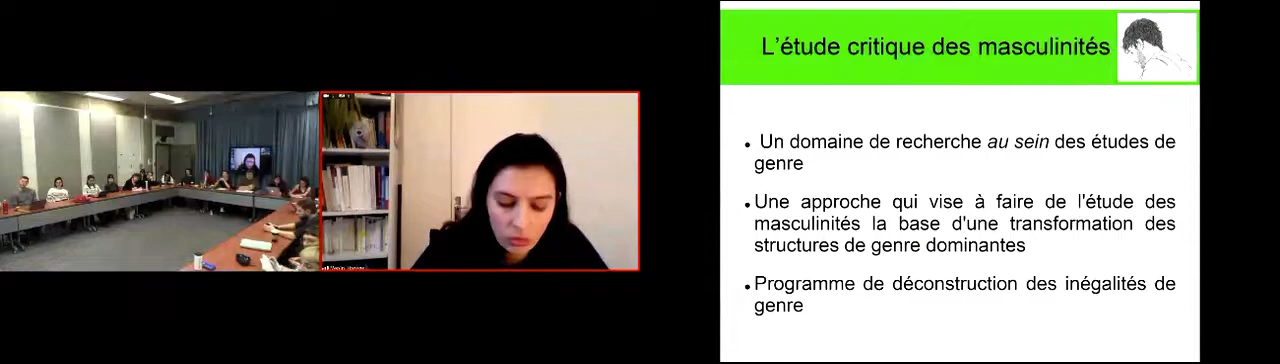 L'étude critique des masculinités
• Un domaine de recherche au sein des études de
genre
• Une approche qui vise à faire de l'étude des
masculinités la base d'une transformation des
structures de genre dominantes
• Programme de déconstruction des inégalités de
genre